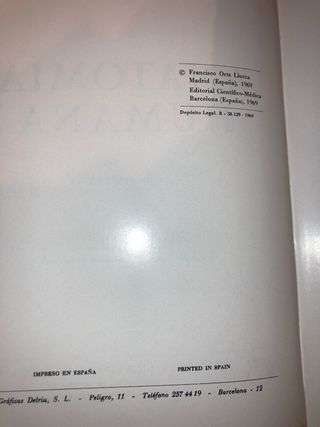 © Francisco Orts Llorca
Madrid (España), 1969
Editorial Científico-Médica
Barcelona (España), 1969
Depósito Legal. B - 38.129 - 1969
IMPRESO EN ESPAÑA
PRINTED IN SPAIN
Gráficas Delriu, S. L. - Peligro, 11 - Teléfono 257 44 19 - Barcelona - 12